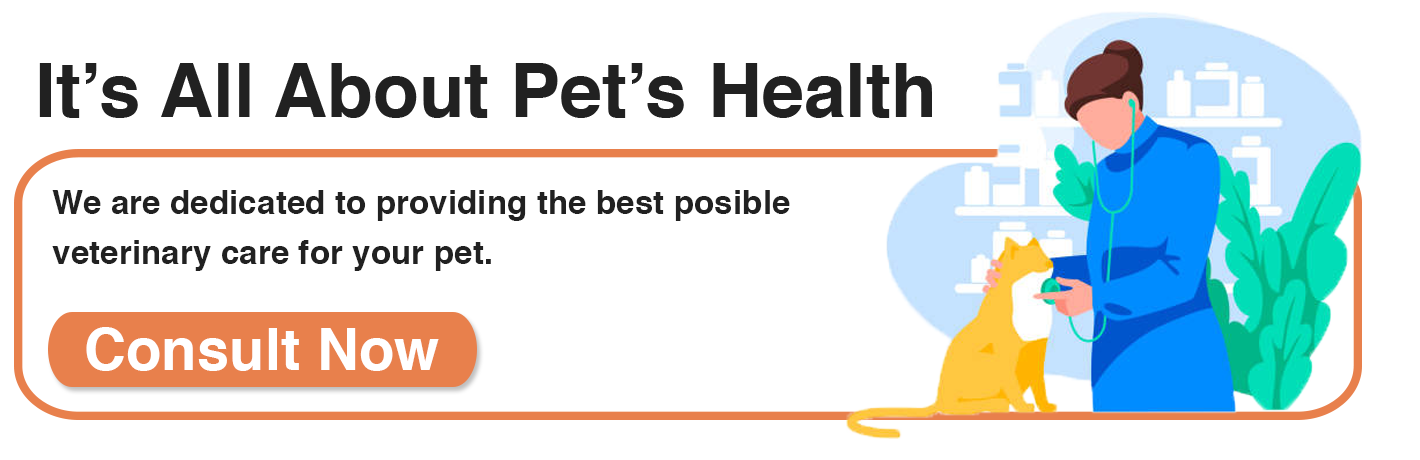 It’s All About Pet’s Health
We are dedicated to providing the best posible
veterinary care for your pet.
Consult Now